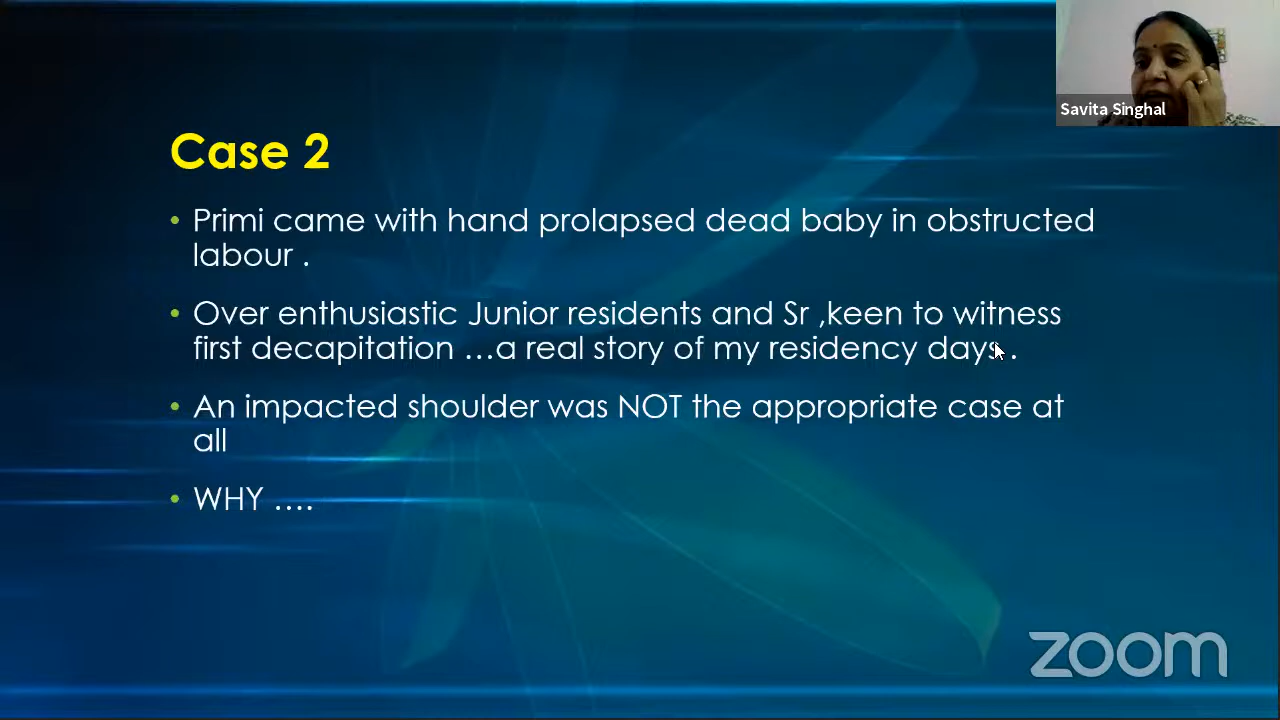 Savita Singhal
Case 2
• Primi came with hand prolapsed dead baby in obstructed
labour .
• Over enthusiastic Junior residents and Sr ,keen to witness
first decapitation …a real story of my residency days .
• An impacted shoulder was NOT the appropriate case at
all
• WHY ….
zoom